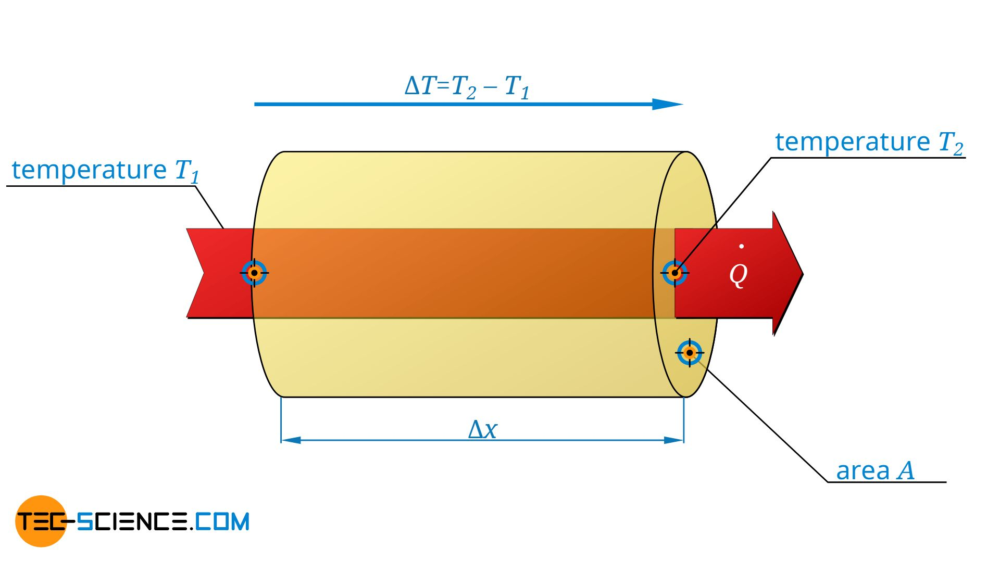 ΔT=T₂ – T₁
temperature T₂
temperature T₁
Q̇
Δx
area A
TEC-SCIENCE.COM